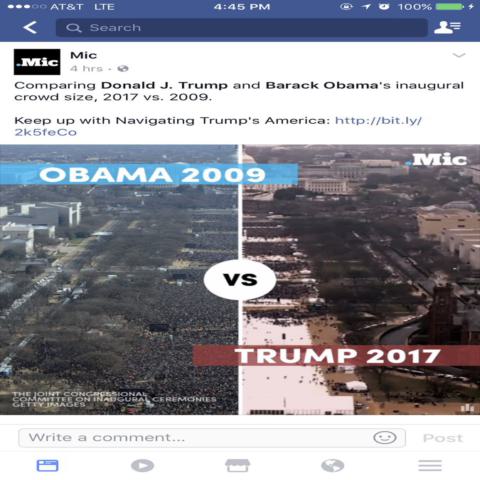 AT&T LTE 4:45 PM 100%
Search
.Mic Mic
4 hrs
Comparing Donald J. Trump and Barack Obama's inaugural
crowd size, 2017 vs. 2009.
Keep up with Navigating Trump's America: http://bit.ly/
2k5feCo
.Mic
OBAMA 2009
VS
TRUMP 2017
THE JOINT CONGRESSIONAL
COMMITTEE ON INAUGURAL CEREMONIES
GETTY IMAGES
Write a comment...
Post